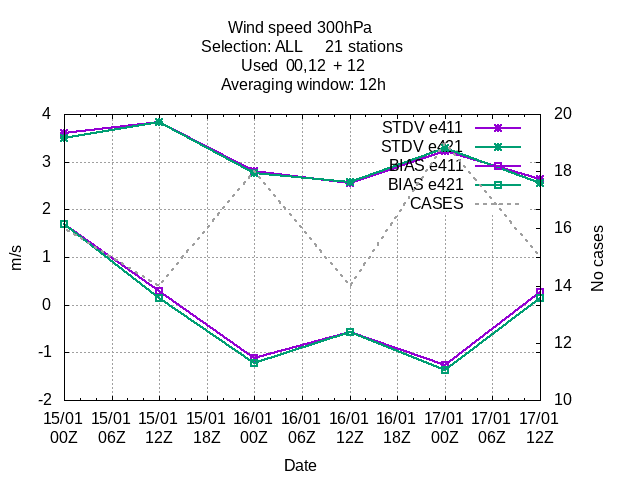 Wind speed 300hPa
Selection: ALL 21 stations
Used 00,12 + 12
Averaging window: 12h
4
3
2
1
0
-1
-2
m/s
20
18
16
14
12
10
No cases
STDV e411
STDV e421
BIAS e411
BIAS e421
CASES
15/01 15/01 15/01 15/01 16/01 16/01 16/01 16/01 17/01 17/01 17/01
00Z 06Z 12Z 18Z 00Z 06Z 12Z 18Z 00Z 06Z 12Z
Date